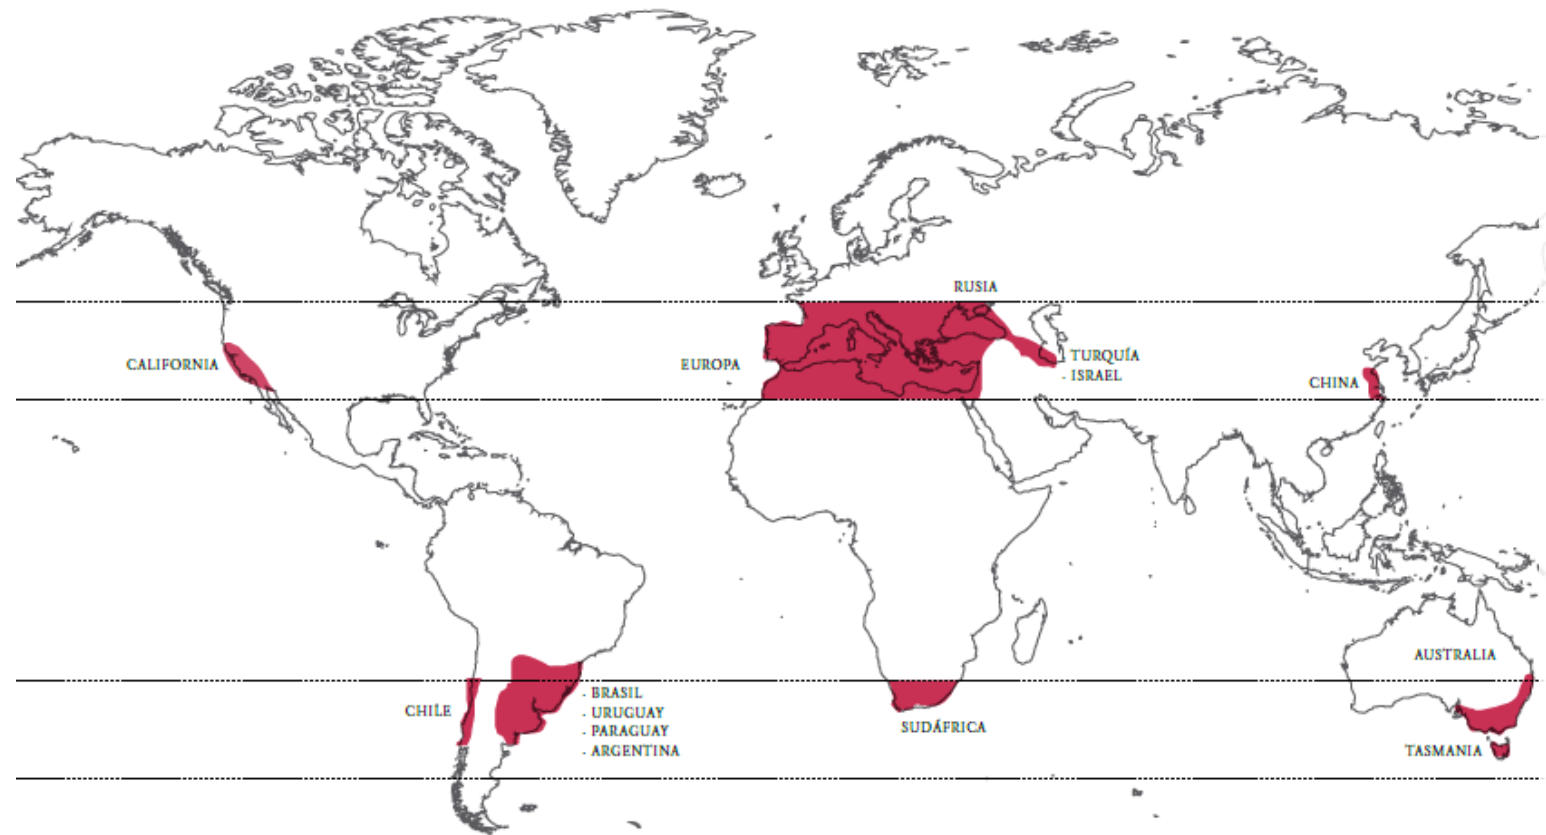 RUSIA
CALIFORNIA
EUROPA
TURQUÍA
- ISRAEL
CHINA
AUSTRALIA
CHILE
- BRASIL
- URUGUAY
- PARAGUAY
- ARGENTINA
SUDÁFRICA
TASMANIA